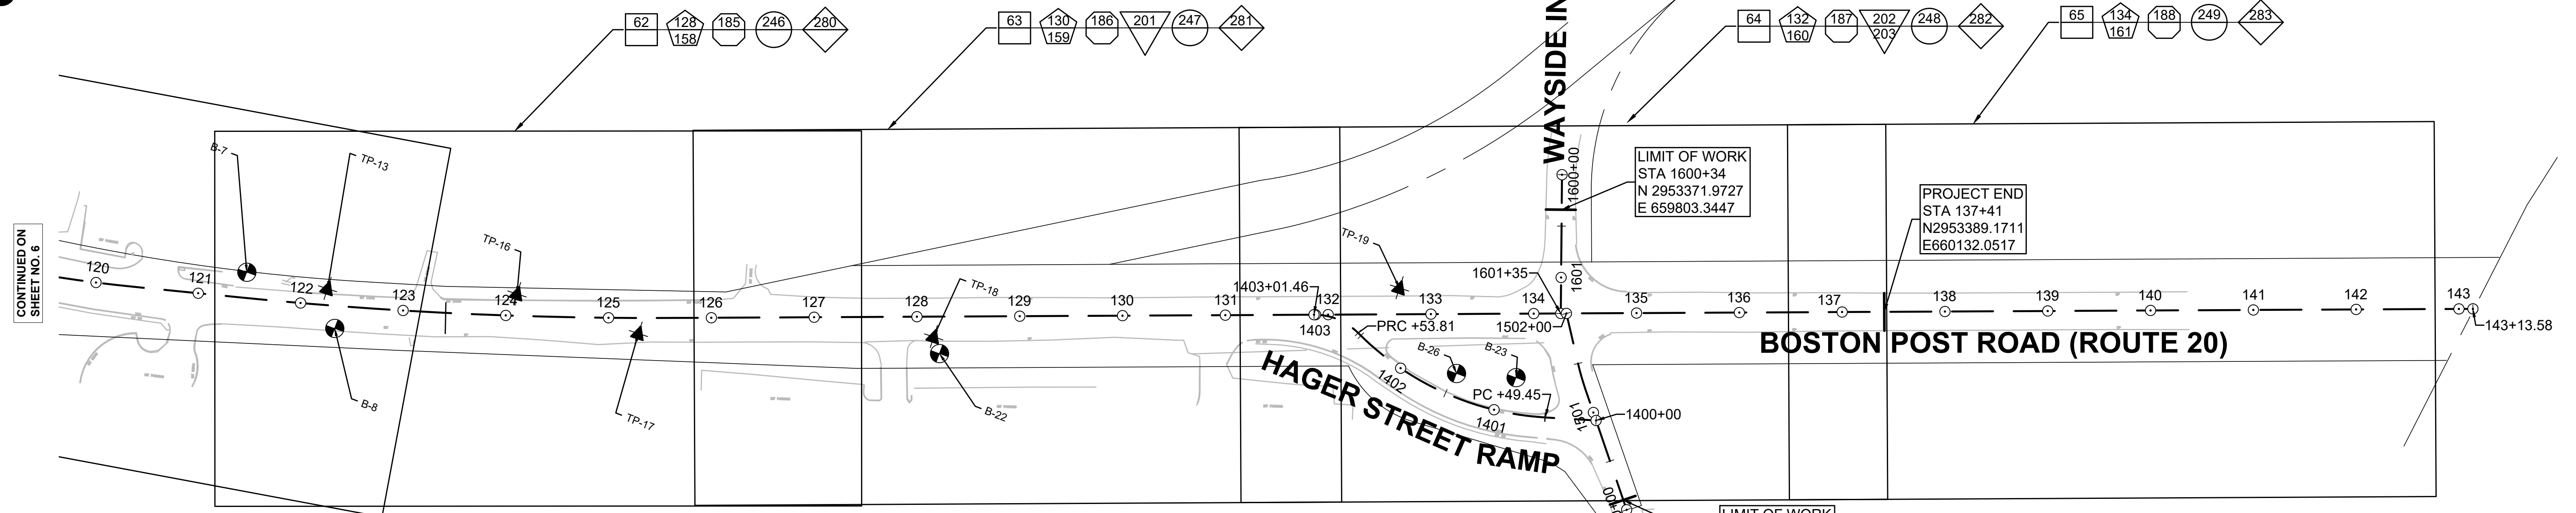 62 128 158 185 246 280
63 130 159 186 201 247 281
64 132 160 187 202 203 248 282
65 134 161 188 249 283
WAYSIDE IN
LIMIT OF WORK
STA 1600+34
N 2953371.9727
E 659803.3447
PROJECT END
STA 137+41
N2953389.1711
E660132.0517
CONTINUED ON
SHEET NO. 6
B-7
TP-13
TP-16
TP-19
TP-18
1600+00
1601
1601+35
1403+01.46
120 121 122 123 124 125 126 127 128 129 130 131 132 133 134 135 136 137 138 139 140 141 142 143
1403
PRC +53.81
1502+00
143+13.58
BOSTON POST ROAD (ROUTE 20)
B-26
B-23
HAGER STREET RAMP
1402
PC +49.45
1401
1400+00
B-8
TP-17
B-22
LIMIT OF WORK